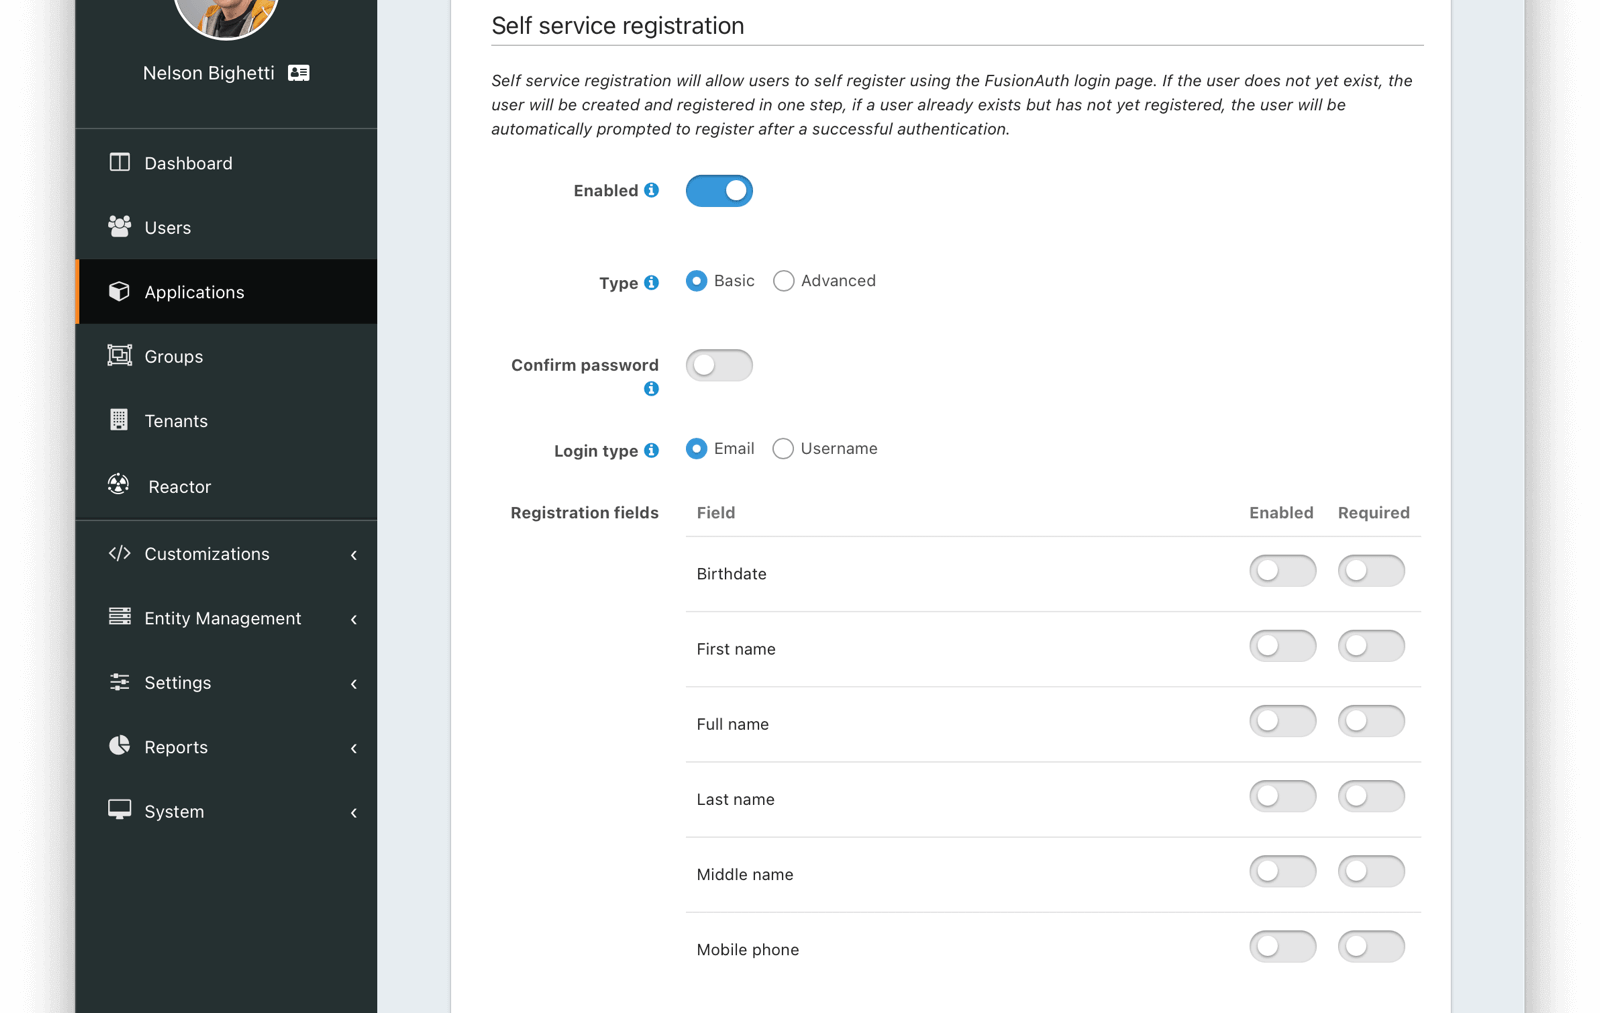 Nelson Bighetti
Dashboard
Users
Applications
Groups
Tenants
Reactor
Customizations
Entity Management
Settings
Reports
System
Self service registration
Self service registration will allow users to self register using the FusionAuth login page. If the user does not yet exist, the
user will be created and registered in one step, if a user already exists but has not yet registered, the user will be
automatically prompted to register after a successful authentication.
Enabled
Type Basic Advanced
Confirm password
Login type Email Username
Registration fields Field Enabled Required
Birthdate
First name
Full name
Last name
Middle name
Mobile phone